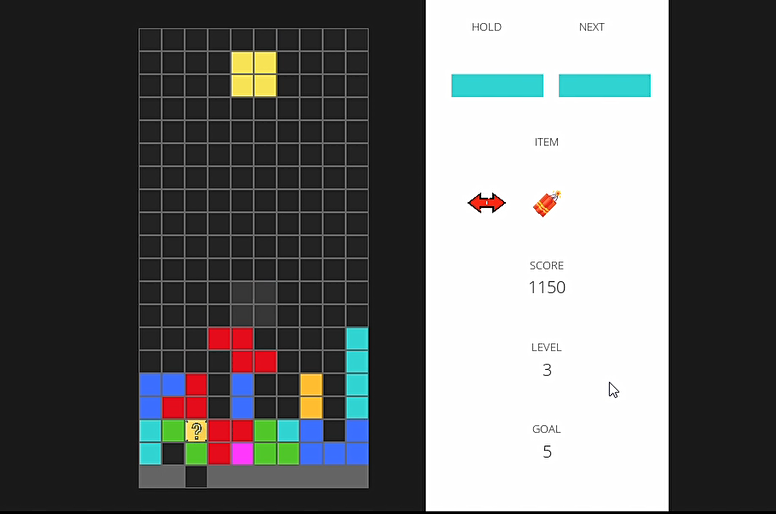 HOLD NEXT
ITEM
SCORE
1150
LEVEL
3
GOAL
5
?